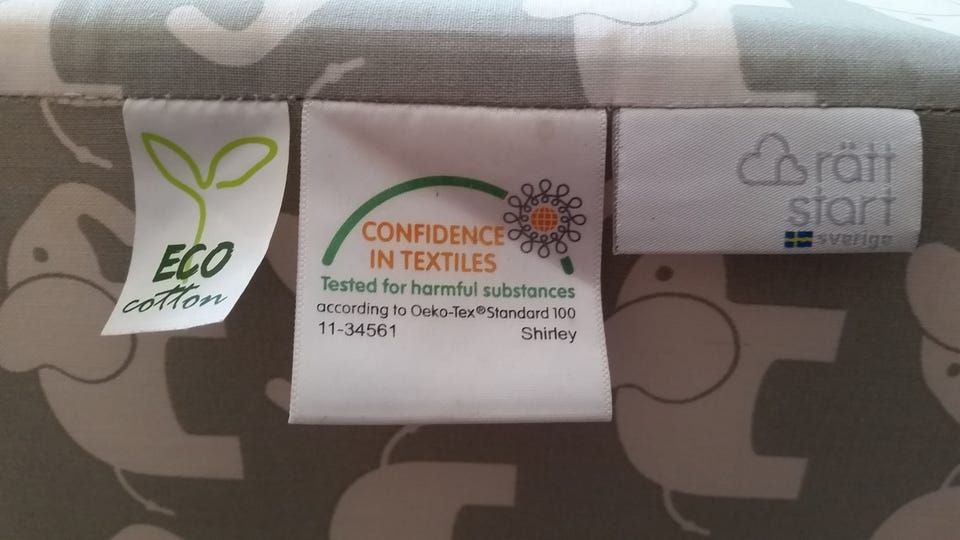 ECO
cotton
CONFIDENCE
IN TEXTILES
Tested for harmful substances
according to Oeko-Tex®Standard 100
11-34561 Shirley
rätt
start
sverige